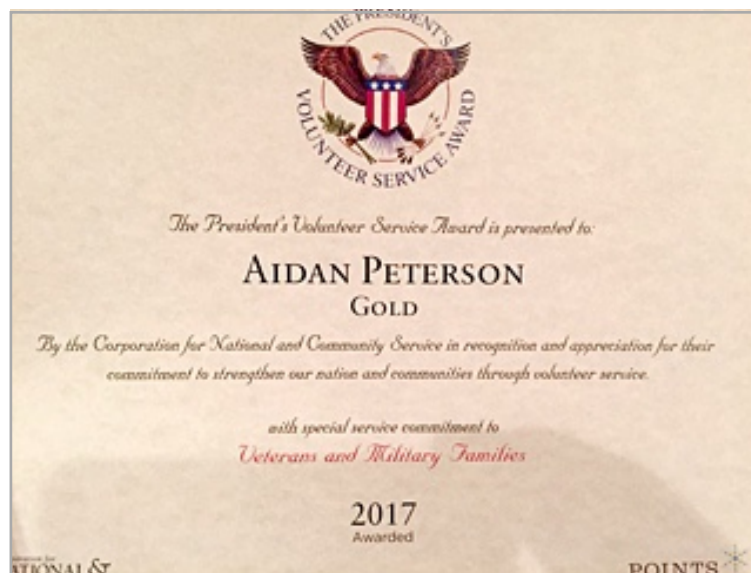 THE PRESIDENT'S
VOLUNTEER SERVICE AWARD
The President's Volunteer Service Award is presented to:
AIDAN PETERSON
GOLD
By the Corporation for National and Community Service in recognition and appreciation for their
commitment to strengthen our nation and communities through volunteer service.
with special service commitment to
Veterans and Military Families
2017
Awarded
POINTS